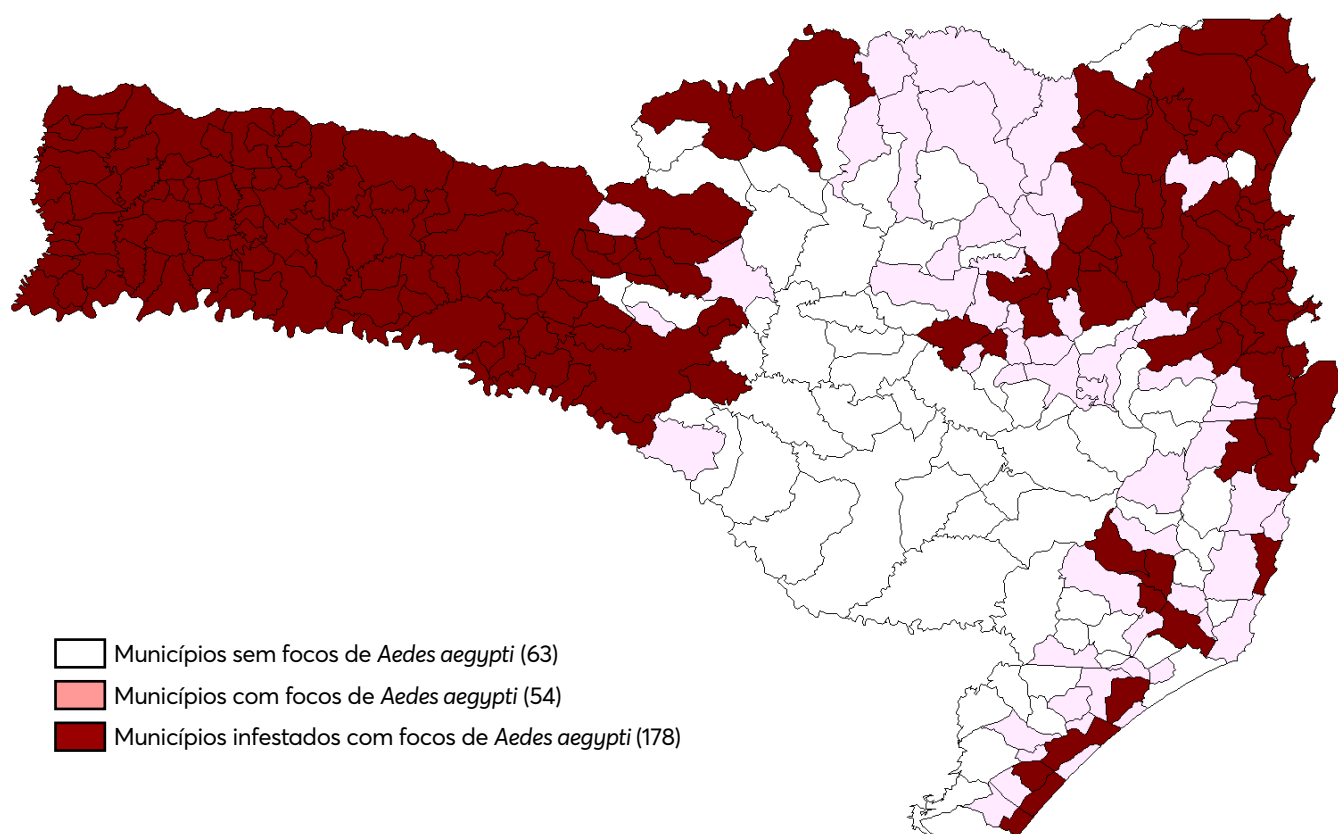 Municípios sem focos de Aedes aegypti (63)
Municípios com focos de Aedes aegypti (54)
Municípios infestados com focos de Aedes aegypti (178)